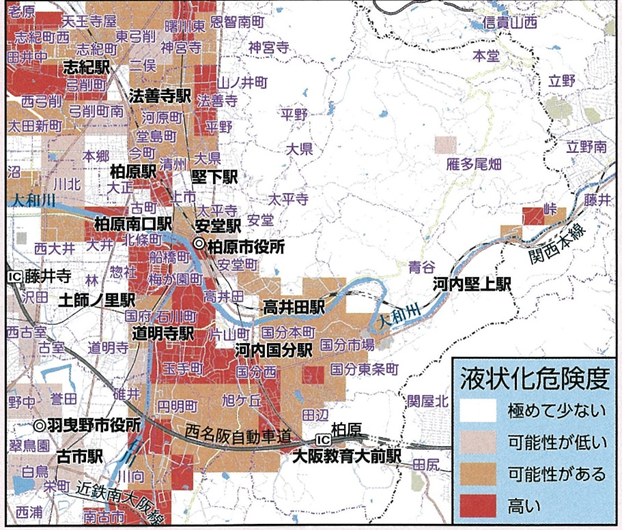 老原
天王寺屋
曙川東
恩智南町
信貴山西
志紀町西
東弓削
神宮寺
神宮寺
志紀町
本堂
田井中
志紀駅
二俣
立野
弓削町
法善寺駅
山ノ井町
西弓削
弓削町南
法善寺
河原町
平野
太田新町
堂島町
平野
立野南
本郷
今町
清州
大県
大県
雁多尾畑
沼
柏原駅
堅下駅
川北
大正
上市
太平寺
藤井
大和川
古町
太平寺
峠
柏原南口駅
安堂駅
安堂
北條町
柏原市役所
西大井
大井
船橋町
関西本線
IC藤井寺
林
惣社
安堂町
青谷
梅が園町
河内堅上駅
沢田
土師ノ里駅
高井田
高井田駅
国府
石川町
大和州
西古室
道明寺駅
片山町
国分本町
古室
道明寺
河内国分駅
国分市場
玉手町
国分西
国分東条町
野中
誉田
碓井
円明町
旭ケ丘
田辺
関屋北
羽曳野市役所
西名阪自動車道
IC
柏原
翠鳥園
古市駅
大阪教育大前駅
白鳥
川向
田尻
栄町
近鉄南大阪線
西浦
南古市
液状化危険度
極めて少ない
可能性が低い
可能性がある
高い